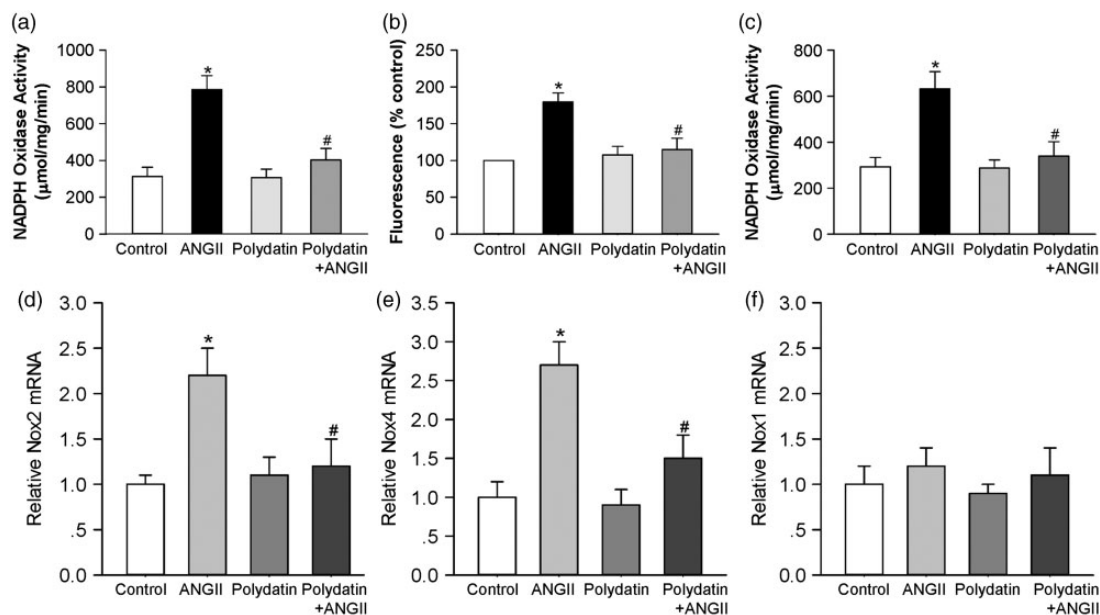 (a)
NADPH Oxidase Activity
(μmol/mg/min)
1000
800
600
400
200
0
*
#
Control
ANGII
Polydatin
Polydatin
+ANGII
(b)
Fluorescence (% control)
250
200
150
100
50
0
*
#
Control
ANGII
Polydatin
Polydatin
+ANGII
(c)
NADPH Oxidase Activity
(μmol/mg/min)
800
600
400
200
0
*
#
Control
ANGII
Polydatin
Polydatin
+ANGII
(d)
Relative Nox2 mRNA
3.0
2.5
2.0
1.5
1.0
.5
0.0
*
#
Control
ANGII
Polydatin
Polydatin
+ANGII
(e)
Relative Nox4 mRNA
3.5
3.0
2.5
2.0
1.5
1.0
.5
0.0
*
#
Control
ANGII
Polydatin
Polydatin
+ANGII
(f)
Relative Nox1 mRNA
3.0
2.5
2.0
1.5
1.0
.5
0.0
Control
ANGII
Polydatin
Polydatin
+ANGII